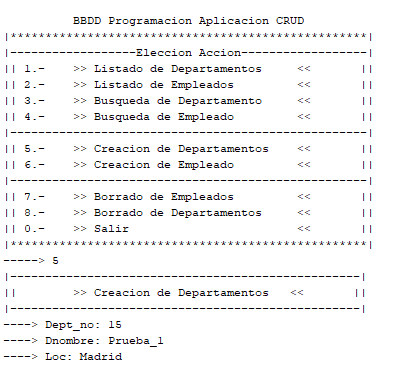 BBDD Programacion Aplicacion CRUD
|***************************************************|
|------------------Eleccion Accion------------------|
|| 1.-    >> Listado de Departamentos     <<       ||
|| 2.-    >> Listado de Empleados         <<       ||
|| 3.-    >> Busqueda de Departamento     <<       ||
|| 4.-    >> Busqueda de Empleado         <<       ||
|---------------------------------------------------|
|| 5.-    >> Creacion de Departamentos    <<       ||
|| 6.-    >> Creacion de Empleado         <<       ||
|---------------------------------------------------|
|| 7.-    >> Borrado de Empleados         <<       ||
|| 8.-    >> Borrado de Departamentos     <<       ||
|| 0.-    >> Salir                        <<       ||
|***************************************************|
-----> 5
|--------------------------------------------------|
||        >> Creacion de Departamentos   <<       ||
|--------------------------------------------------|
----> Dept_no: 15
----> Dnombre: Prueba_1
----> Loc: Madrid